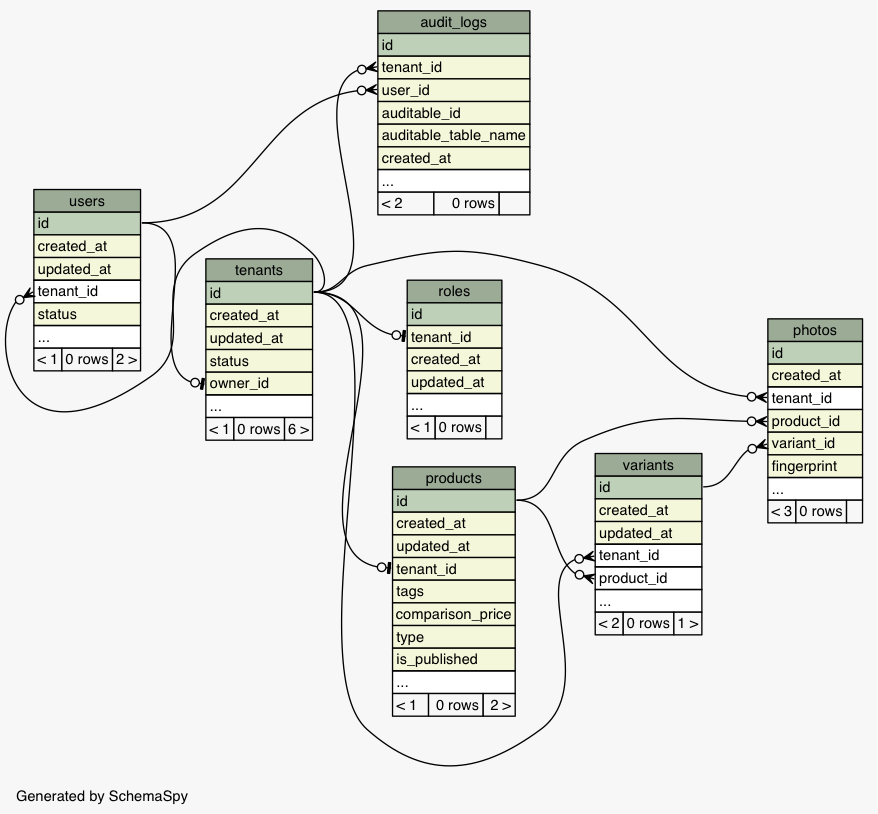 audit_logs
id
tenant_id
user_id
auditable_id
auditable_table_name
created_at
...
< 2 0 rows
users
id
created_at
updated_at
tenant_id
status
...
< 1 0 rows 2 >
tenants
id
created_at
updated_at
status
owner_id
...
< 1 0 rows 6 >
roles
id
tenant_id
created_at
updated_at
...
< 1 0 rows
photos
id
created_at
tenant_id
product_id
variant_id
fingerprint
...
< 3 0 rows
products
id
created_at
updated_at
tenant_id
tags
comparison_price
type
is_published
...
< 1 0 rows 2 >
variants
id
created_at
updated_at
tenant_id
product_id
...
< 2 0 rows 1 >
Generated by SchemaSpy